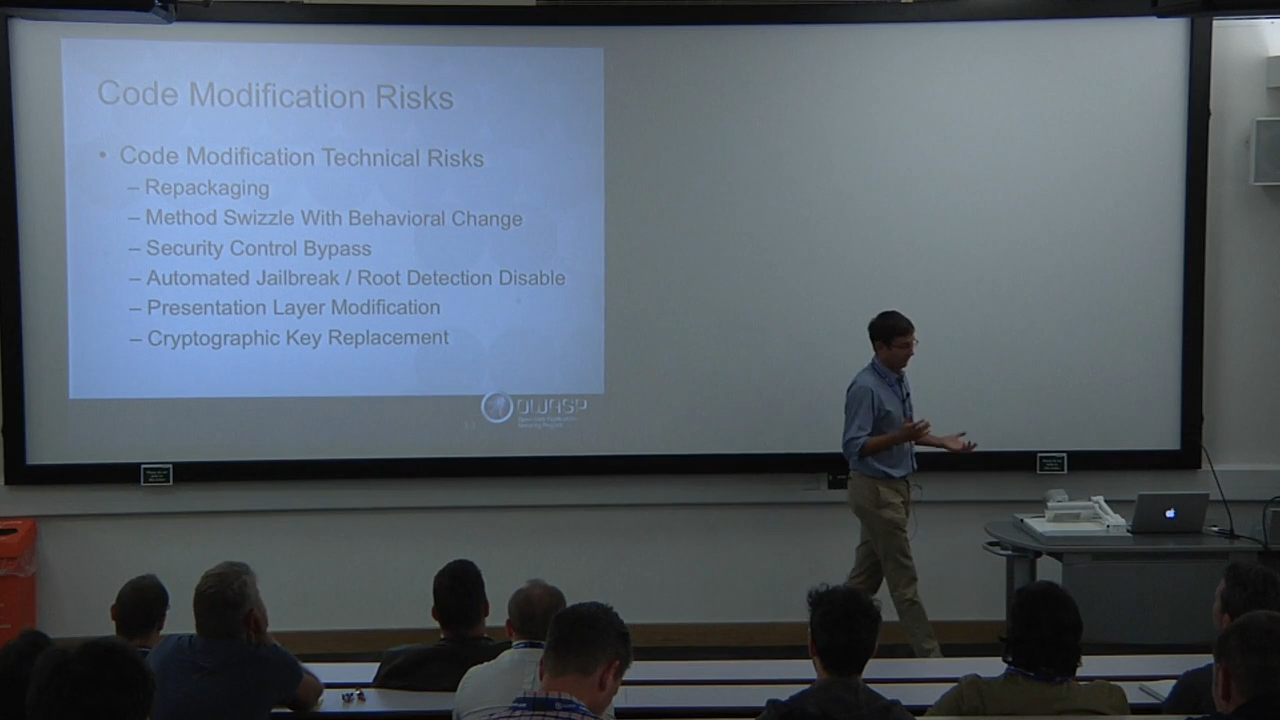 Code Modification Risks
• Code Modification Technical Risks
– Repackaging
– Method Swizzle With Behavioral Change
– Security Control Bypass
– Automated Jailbreak / Root Detection Disable
– Presentation Layer Modification
– Cryptographic Key Replacement
OWASP